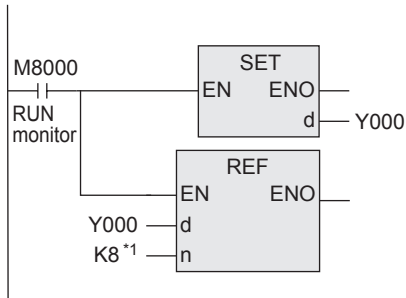 M8000
RUN
monitor
SET
EN ENO
d Y000
REF
EN ENO
Y000 d
K8 *1 n